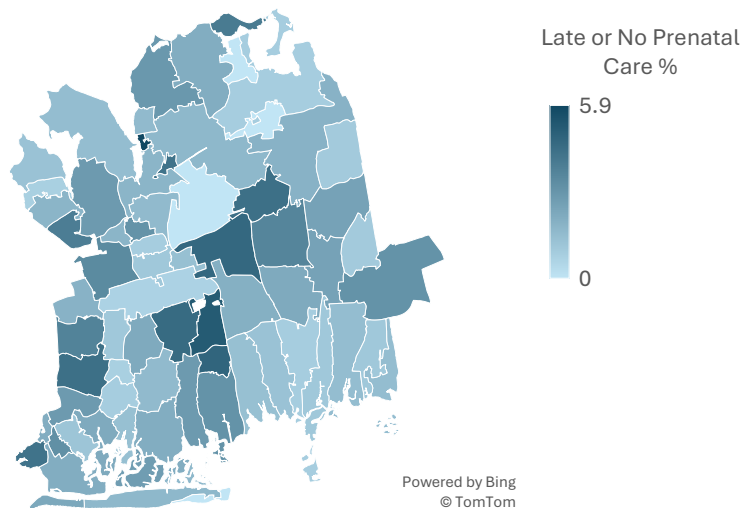 Late or No Prenatal
Care %
5.9
0
Powered by Bing
© TomTom